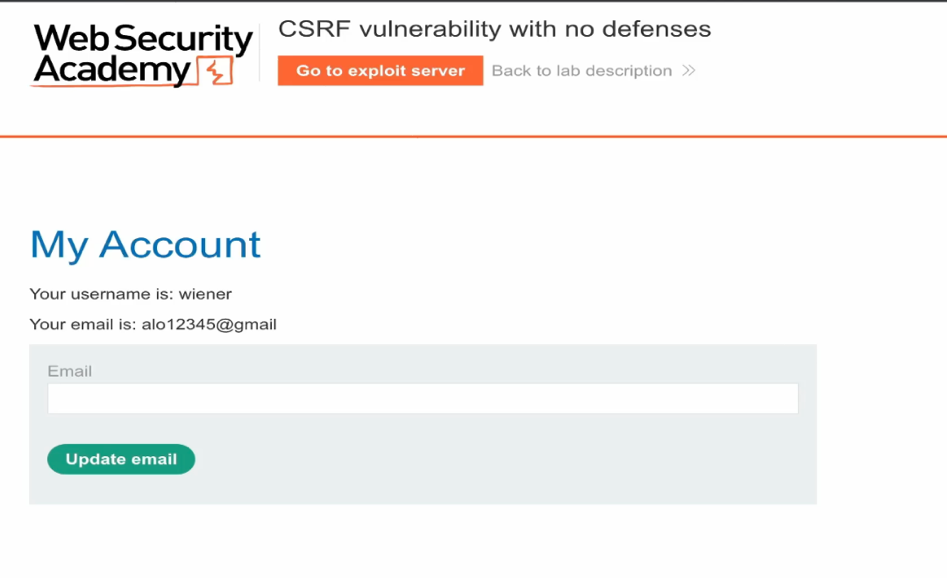 Web Security
Academy
CSRF vulnerability with no defenses
Go to exploit server
Back to lab description
My Account
Your username is: wiener
Your email is: alo12345@gmail
Email
Update email